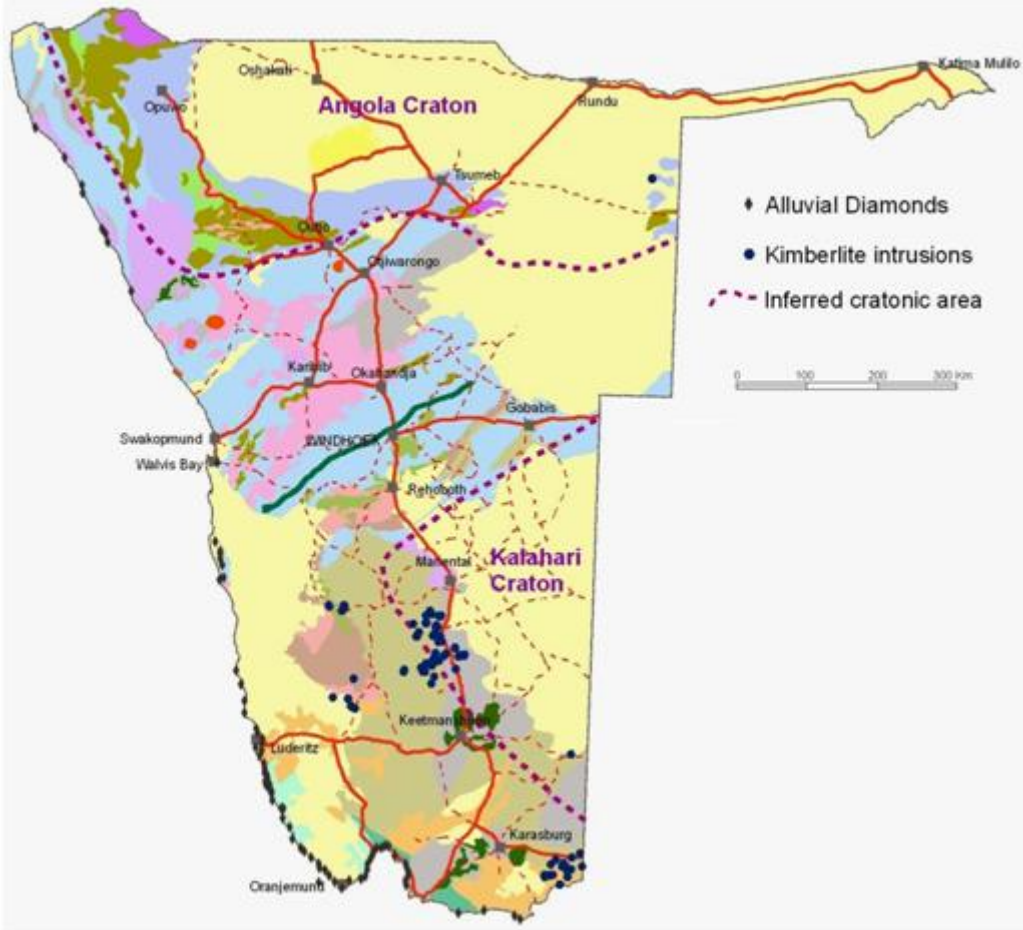 Katima Mulilo
Oshakati
Opuwo
Angola Craton
Rundu
Tsumeb
Alluvial Diamonds
Outjo
Kimberlite intrusions
Otjiwarongo
Inferred cratonic area
Karibib
Okahandja
0 100 200 300 Km
Gobabis
Swakopmund
WINDHOEK
Walvis Bay
Rehoboth
Mariental
Kalahari
Craton
Keetmanshoop
Luderitz
Karasburg
Oranjemund